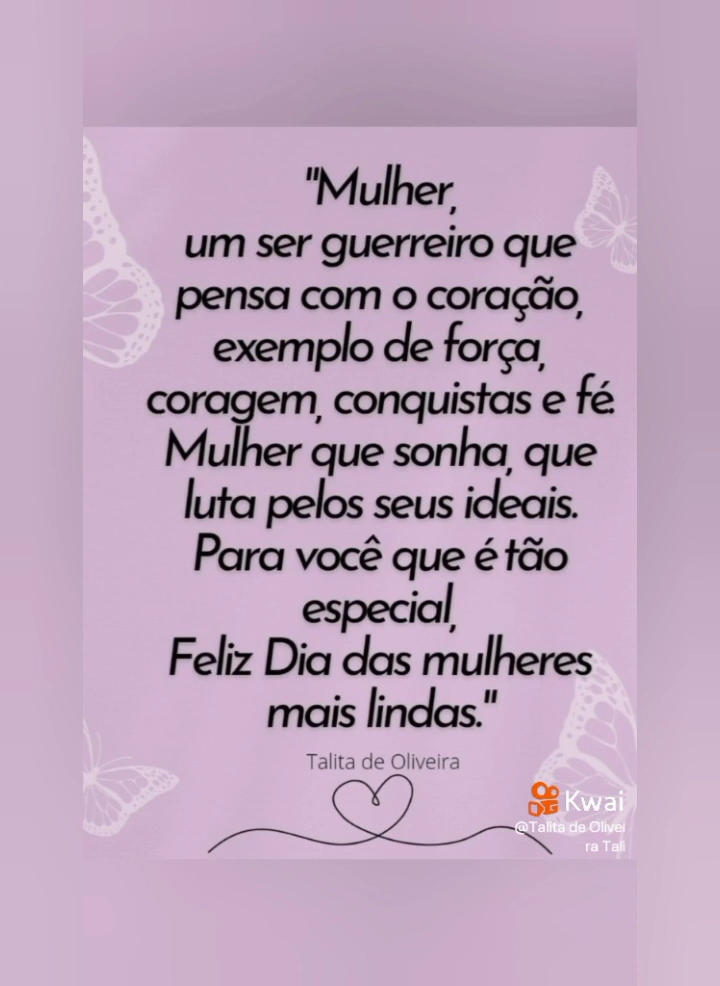 "Mulher,
um ser guerreiro que
pensa com o coração,
exemplo de força,
coragem, conquistas e fé.
Mulher que sonha, que
luta pelos seus ideais.
Para você que é tão
especial,
Feliz Dia das mulheres
mais lindas."
Talita de Oliveira
Kwai
@Talita de Olivei
ra Tali